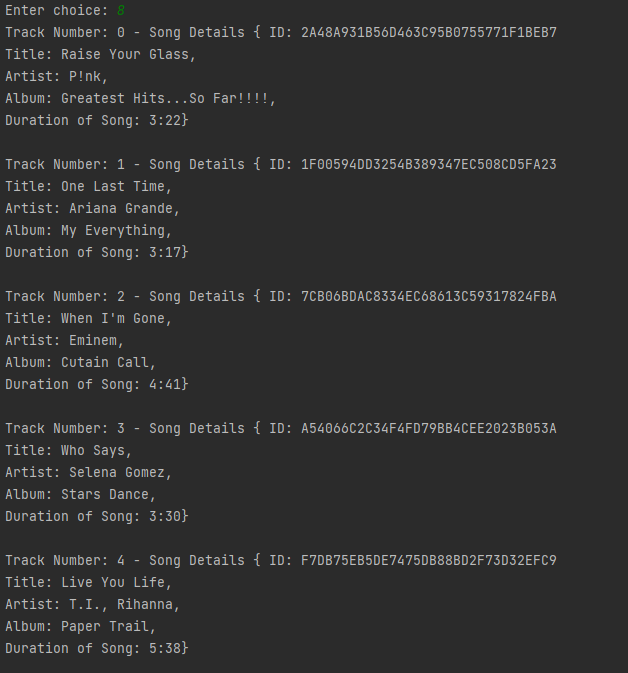 Enter choice: 8
Track Number: 0 - Song Details { ID: 2A48A931B56D463C95B0755771F1BEB7
Title: Raise Your Glass,
Artist: P!nk,
Album: Greatest Hits...So Far!!!!,
Duration of Song: 3:22}
Track Number: 1 - Song Details { ID: 1F00594DD3254B389347EC508CD5FA23
Title: One Last Time,
Artist: Ariana Grande,
Album: My Everything,
Duration of Song: 3:17}
Track Number: 2 - Song Details { ID: 7CB06BDAC8334EC68613C59317824FBA
Title: When I'm Gone,
Artist: Eminem,
Album: Cutain Call,
Duration of Song: 4:41}
Track Number: 3 - Song Details { ID: A54066C2C34F4FD79BB4CEE2023B053A
Title: Who Says,
Artist: Selena Gomez,
Album: Stars Dance,
Duration of Song: 3:30}
Track Number: 4 - Song Details { ID: F7DB75EB5DE7475DB88BD2F73D32EFC9
Title: Live You Life,
Artist: T.I., Rihanna,
Album: Paper Trail,
Duration of Song: 5:38}